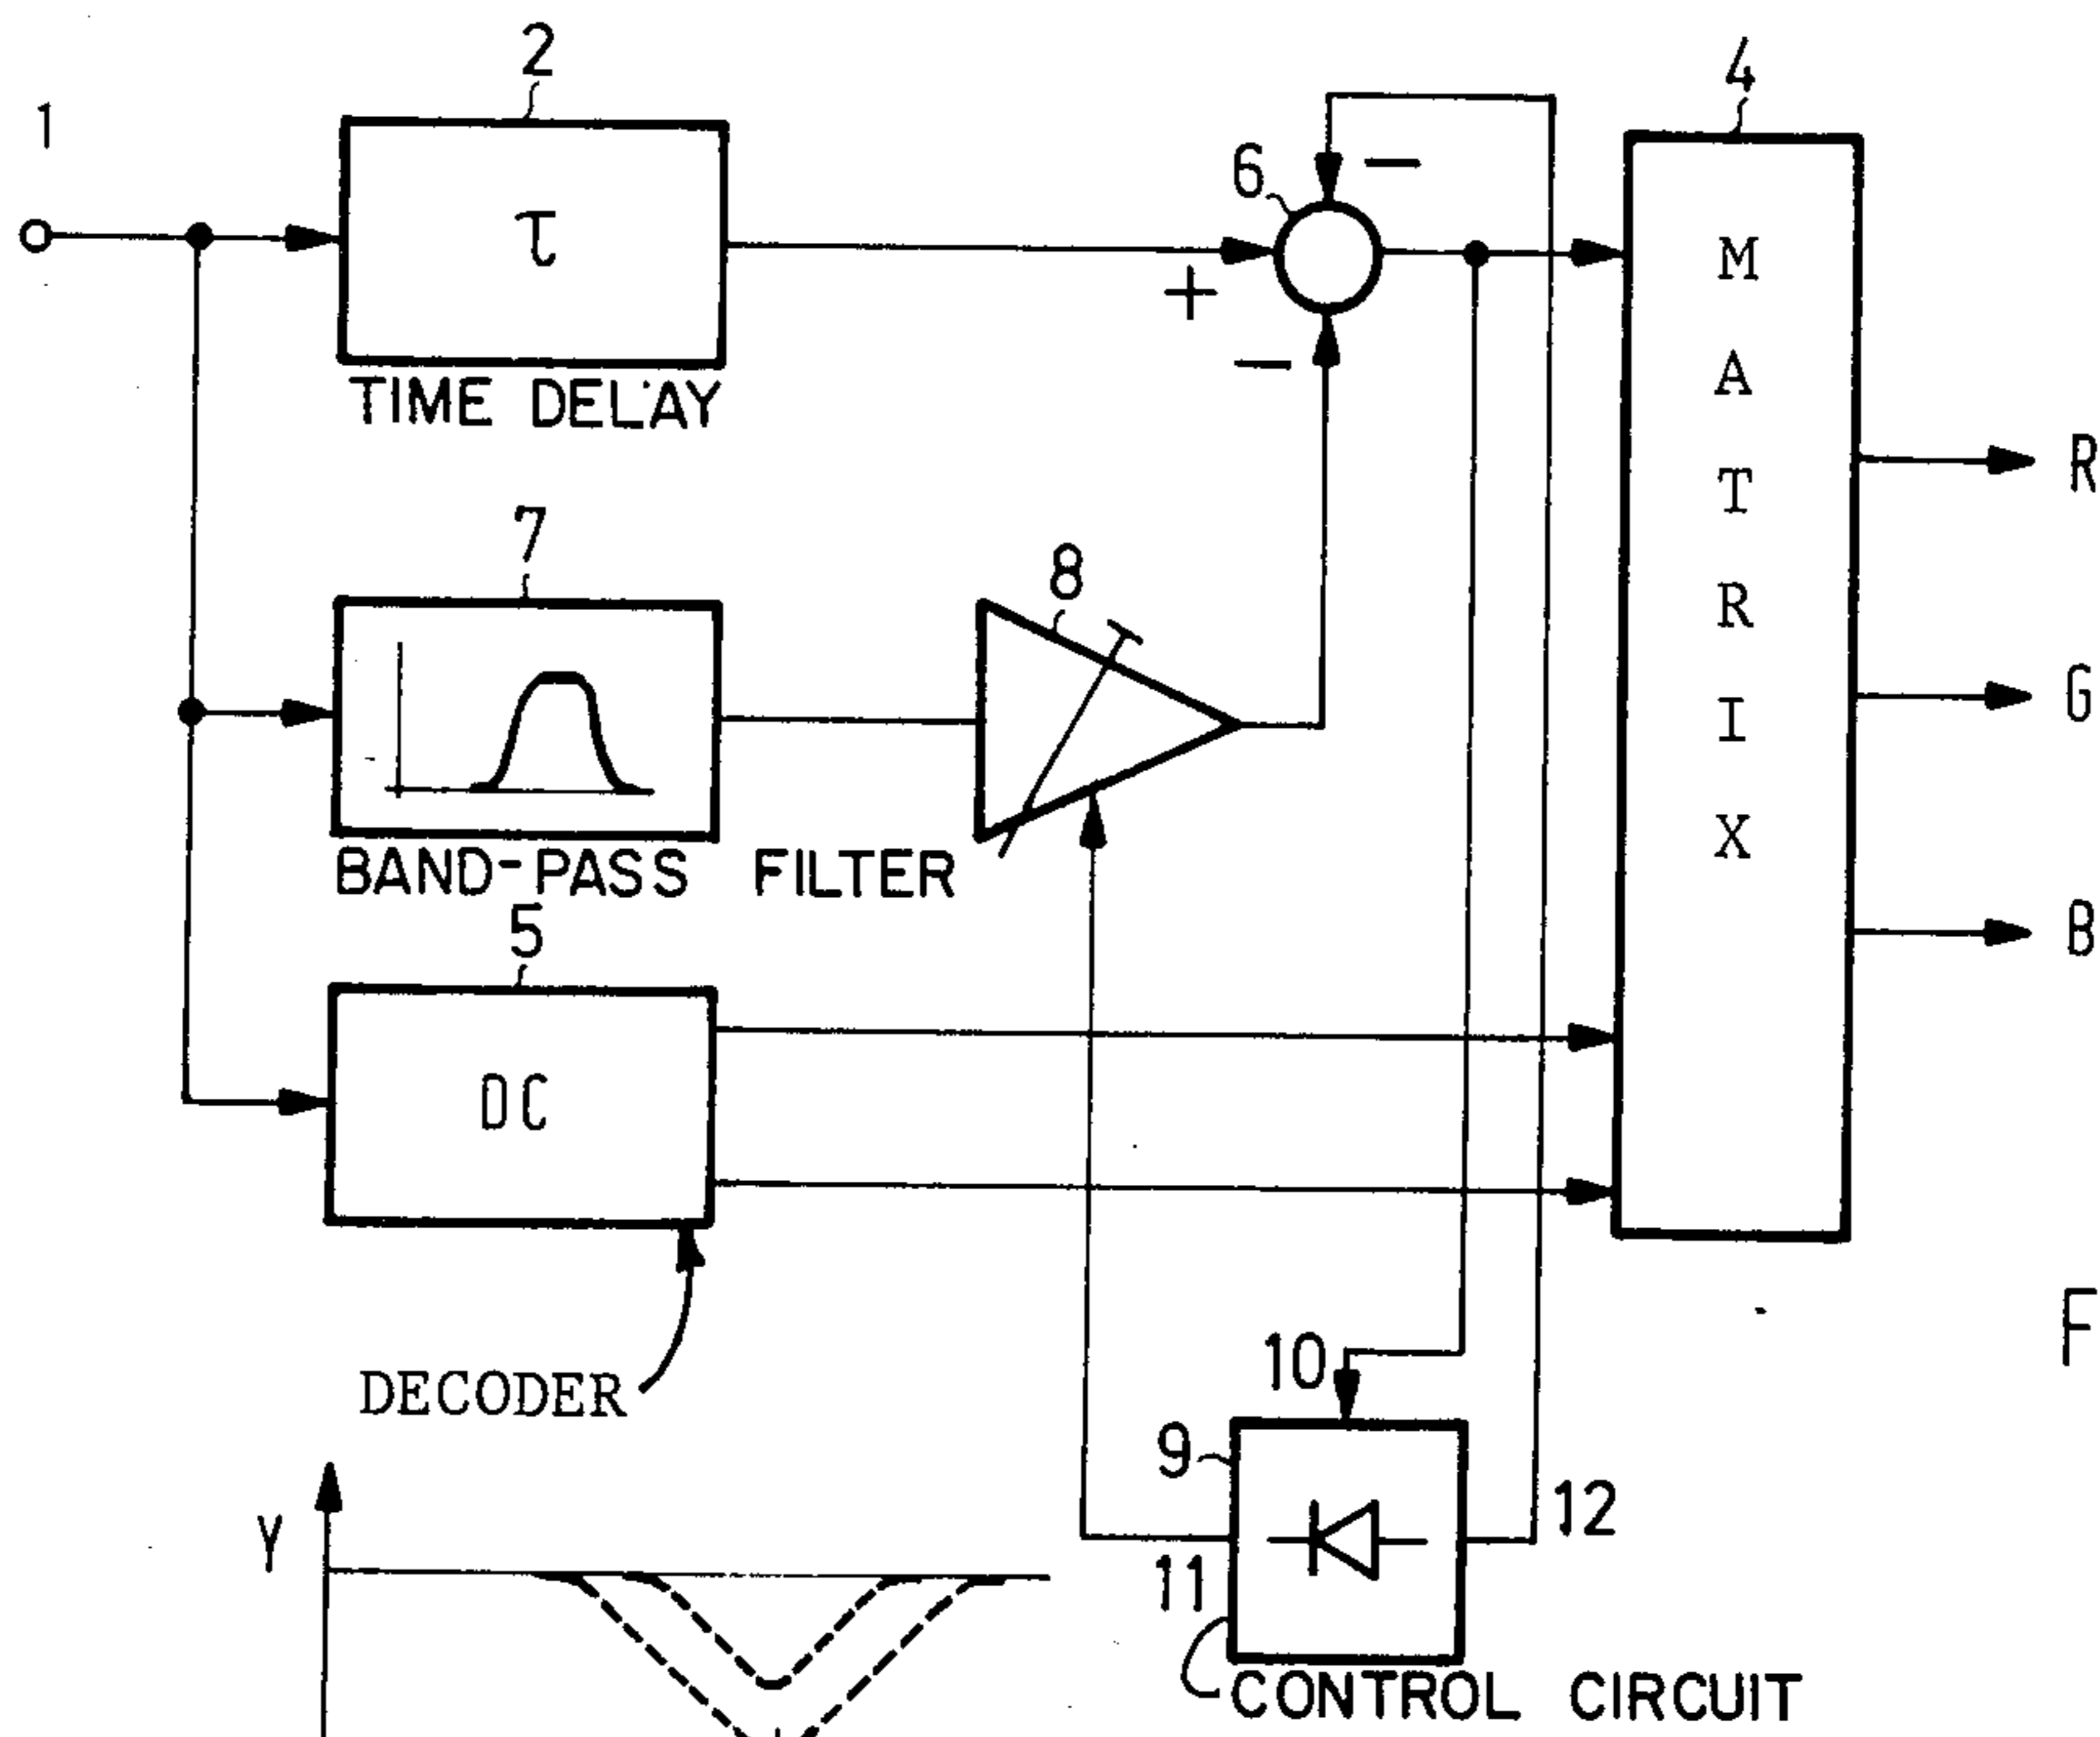 1
2
τ
TIME DELAY
6
+
−
−
4
MATRIX
R
G
B
7
BAND-PASS FILTER
8
5
DC
DECODER
10
9
11
12
CONTROL CIRCUIT
Y
F